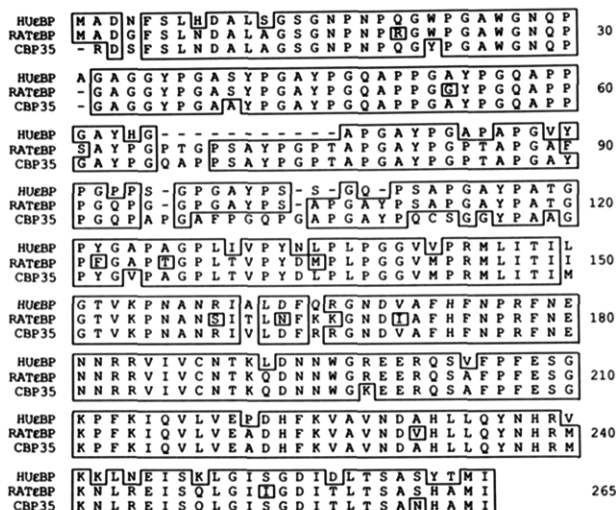 HUεBP M A D N F S L H D A L S G S G N P N P Q G W P G A W G N Q P 30
RATεBP M A D G F S L N D A L A G S G N P N P R G W P G A W G N Q P
CBP35 - R D S F S L N D A L A G S G N P N P Q G Y P G A W G N Q P
HUεBP A G A G G Y P G A S Y P G A Y P G Q A P P G A Y P G Q A P P 60
RATεBP - G A G G Y P G A S Y P G A Y P G Q A P P G G Y P G Q A P P
CBP35 - G A G G Y P G A A Y P G A Y P G Q A P P G A Y P G Q A P P
HUεBP G A Y H G - - - - - - - - - - - A P G A Y P G A P A P G V Y 90
RATεBP S A Y P G P T G P S A Y P G P T A P G A Y P G P T A P G A F
CBP35 G A Y P G Q A P P S A Y P G P T A P G A Y P G P T A P G A Y
HUεBP P G P P S - G P G A Y P S - S - G Q - P S A P G A Y P A T G 120
RATεBP P G Q P G - G P G A Y P S - A P G A Y P S A P G A Y P A T G
CBP35 P G Q P A P G A F P G Q P G A P G A Y P Q C S G G Y P A A G
HUεBP P Y G A P A G P L I V P Y N L P L P G G V V P R M L I T I L 150
RATεBP P F G A P T G P L T V P Y D M P L P G G V M P R M L I T I I
CBP35 P Y G V P A G P L T V P Y D L P L P G G V M P R M L I T I M
HUεBP G T V K P N A N R I A L D F Q R G N D V A F H F N P R F N E 180
RATεBP G T V K P N A N S I T L N F K K G N D I A F H F N P R F N E
CBP35 G T V K P N A N R I V L D F R R G N D V A F H F N P R F N E
HUεBP N N R R V I V C N T K L D N N W G R E E R Q S V F P F E S G 210
RATεBP N N R R V I V C N T K Q D N N W G R E E R Q S A F P F E S G
CBP35 N N R R V I V C N T K Q D N N W G K E E R Q S A F P F E S G
HUεBP K P F K I Q V L V E P D H F K V A V N D A H L L Q Y N H R V 240
RATεBP K P F K I Q V L V E A D H F K V A V N D V H L L Q Y N H R M
CBP35 K P F K I Q V L V E A D H F K V A V N D A H L L Q Y N H R M
HUεBP K K L N E I S K L G I S G D I D L T S A S Y T M I 265
RATεBP K N L R E I S Q L G I I G D I T L T S A S H A M I
CBP35 K N L R E I S Q L G I S G D I T L T S A N H A M I